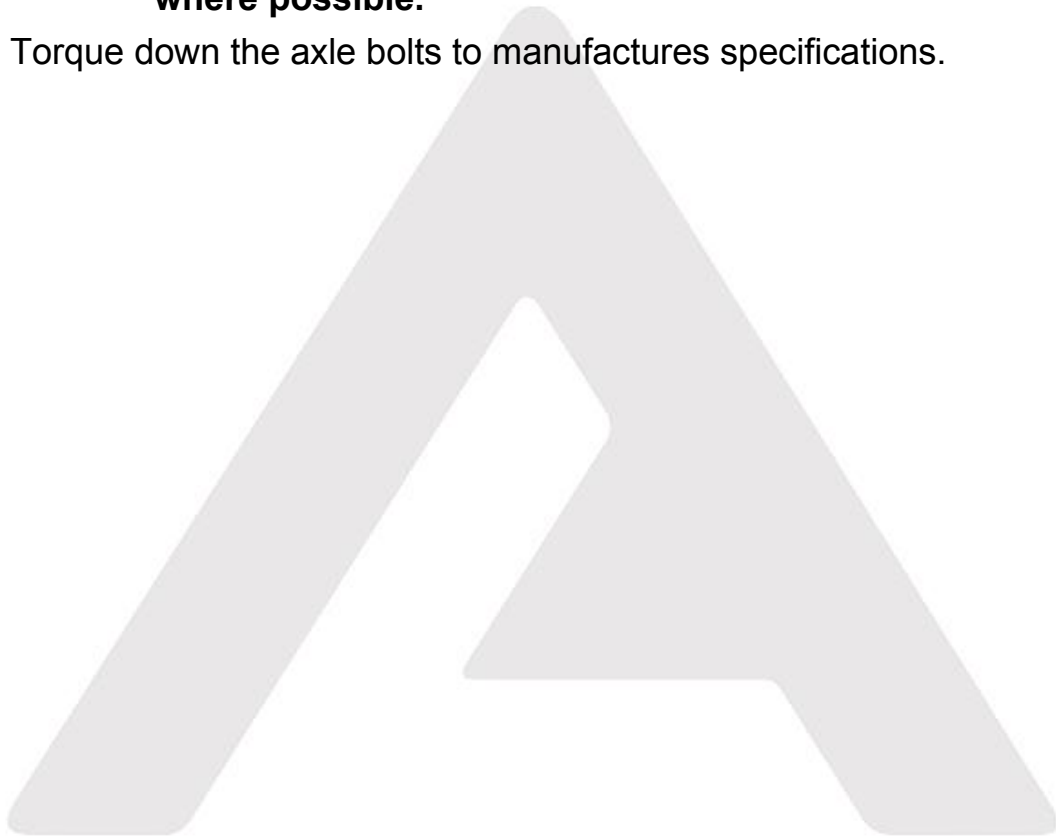 where possible.
Torque down the axle bolts to manufactures specifications.